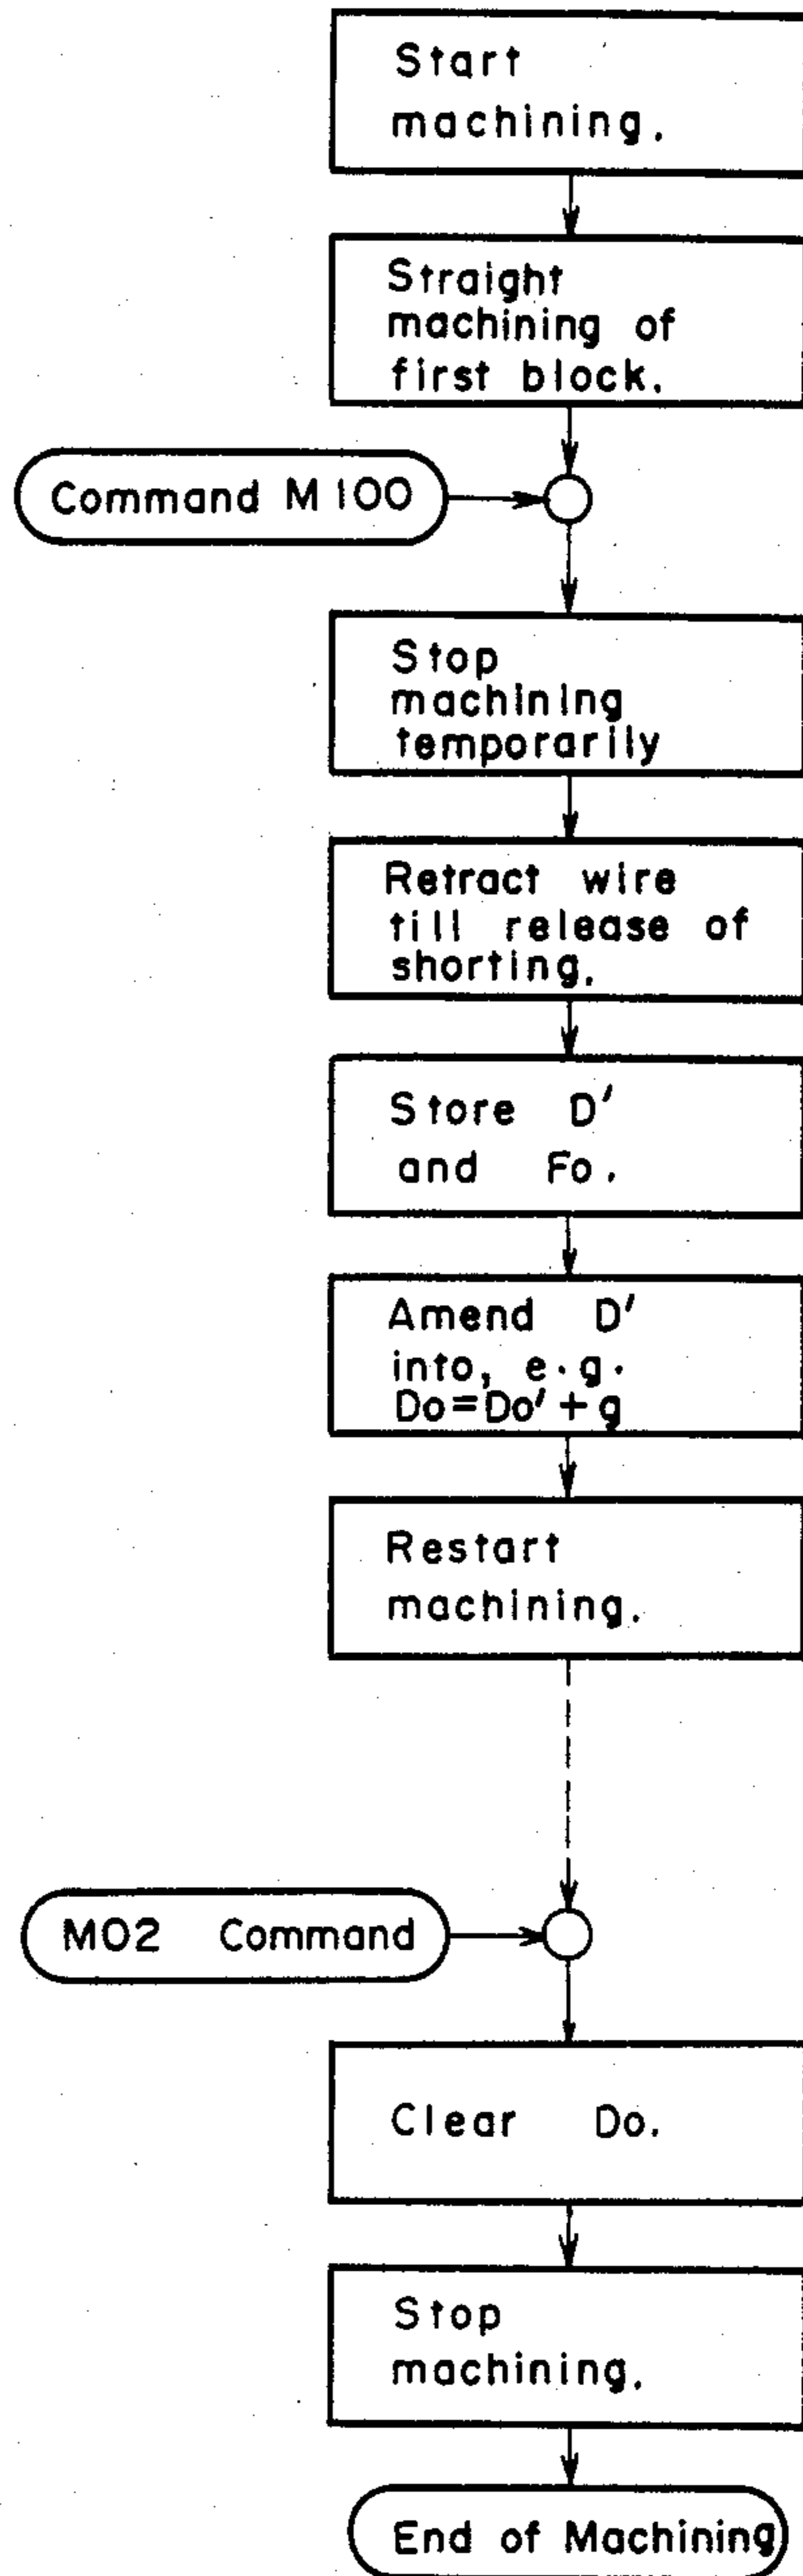 Start
machining.
Straight
machining of
first block.
Command M100
Stop
machining
temporarily
Retract wire
till release of
shorting.
Store D'
and Fo.
Amend D'
into, e.g.
Do=Do'+g
Restart
machining.
M02 Command
Clear Do.
Stop
machining.
End of Machining